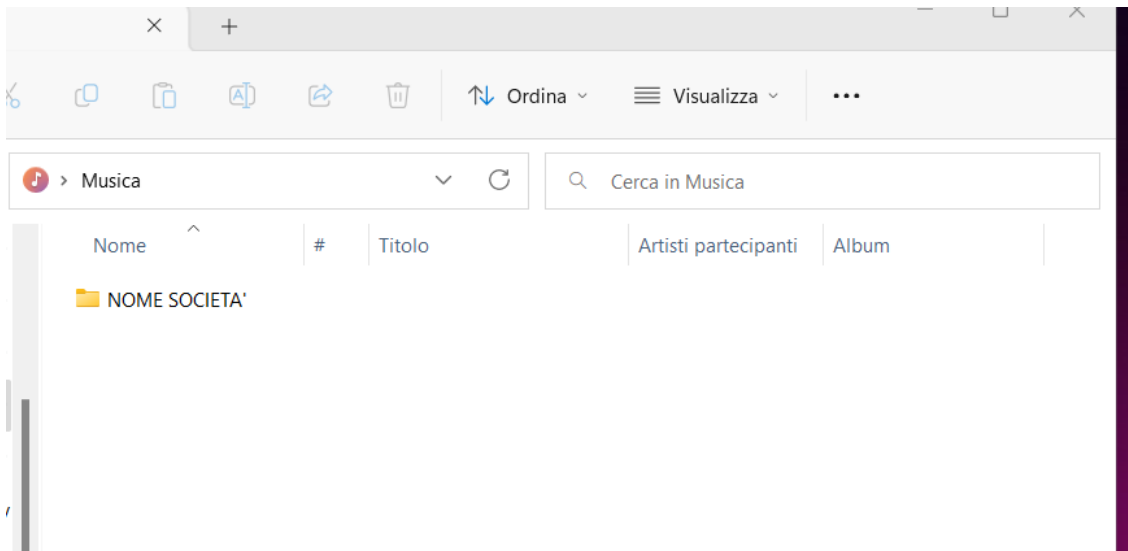 Ordina
Visualizza
Musica
Cerca in Musica
Nome # Titolo Artisti partecipanti Album
NOME SOCIETA'